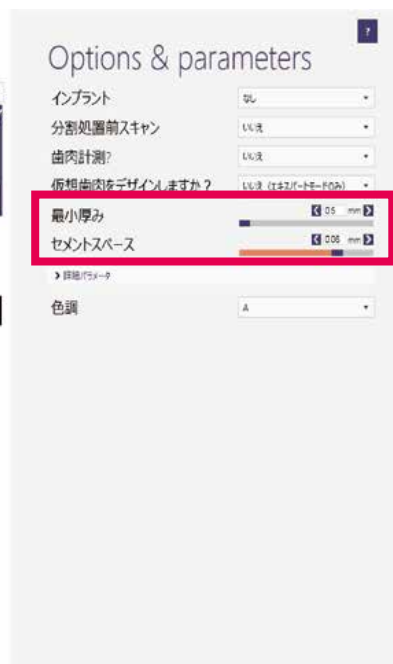 ?
Options & parameters
インプラント なし
分割処置前スキャン いいえ
歯肉計測? いいえ
仮想歯肉をデザインしますか? いいえ (エキスパートモードのみ)
最小厚み 0.5 mm
セメントスペース 0.08 mm
詳細パラメータ
色調 A